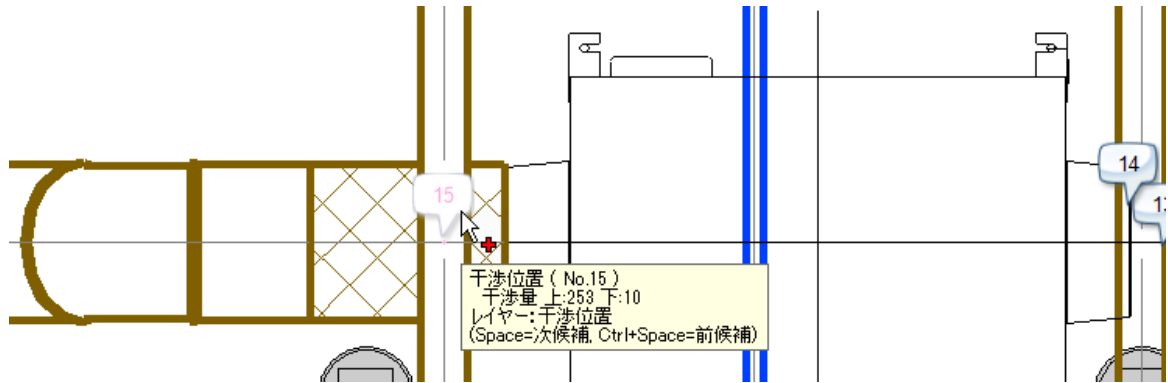 14
15
13
干渉位置 ( No.15 )
干渉量 上:253 下:10
レイヤー:干渉位置
(Space=次候補, Ctrl+Space=前候補)